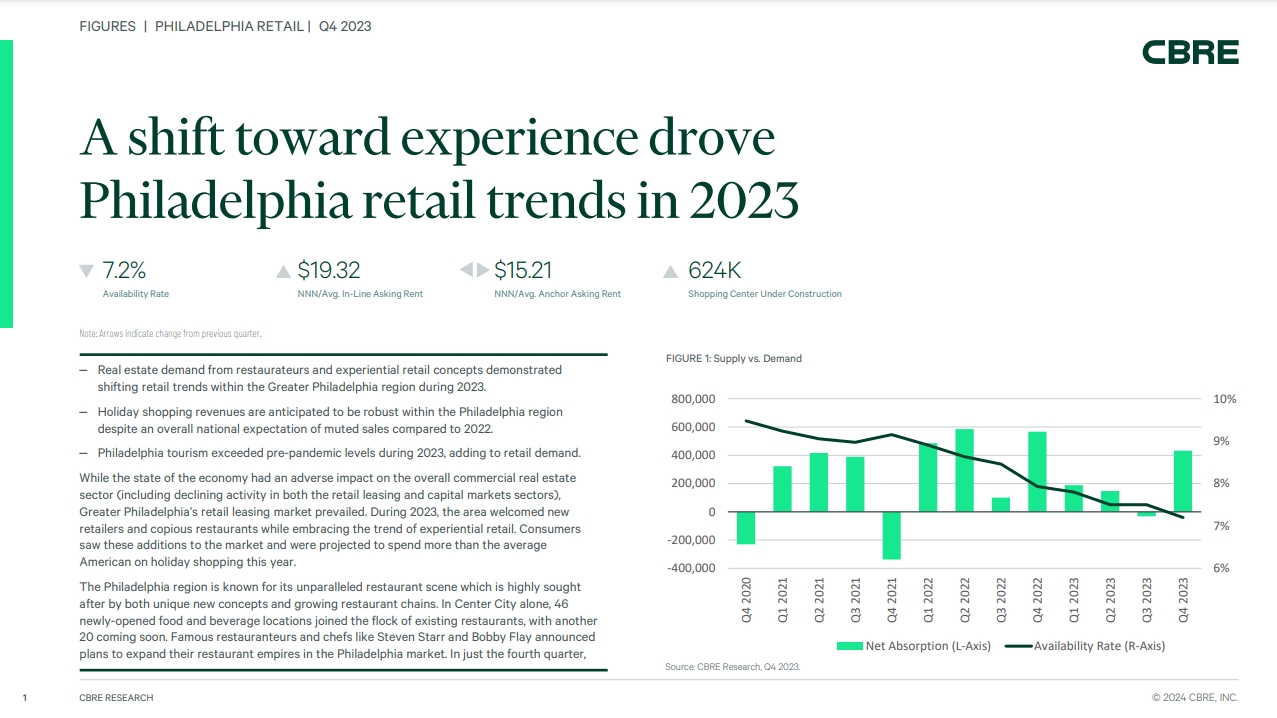 FIGURES | PHILADELPHIA RETAIL | Q4 2023
CBRE
A shift toward experience drove
Philadelphia retail trends in 2023
7.2%
Availability Rate
$19.32
NNN/Avg. In-Line Asking Rent
$15.21
NNN/Avg. Anchor Asking Rent
624K
Shopping Center Under Construction
Note: Arrows indicate change from previous quarter.
– Real estate demand from restaurateurs and experiential retail concepts demonstrated
shifting retail trends within the Greater Philadelphia region during 2023.
– Holiday shopping revenues are anticipated to be robust within the Philadelphia region
despite an overall national expectation of muted sales compared to 2022.
– Philadelphia tourism exceeded pre-pandemic levels during 2023, adding to retail demand.
While the state of the economy had an adverse impact on the overall commercial real estate
sector (including declining activity in both the retail leasing and capital markets sectors),
Greater Philadelphia's retail leasing market prevailed. During 2023, the area welcomed new
retailers and copious restaurants while embracing the trend of experiential retail. Consumers
saw these additions to the market and were projected to spend more than the average
American on holiday shopping this year.
The Philadelphia region is known for its unparalleled restaurant scene which is highly sought
after by both unique new concepts and growing restaurant chains. In Center City alone, 46
newly-opened food and beverage locations joined the flock of existing restaurants, with another
20 coming soon. Famous restauranteurs and chefs like Steven Starr and Bobby Flay announced
plans to expand their restaurant empires in the Philadelphia market. In just the fourth quarter,
FIGURE 1: Supply vs. Demand
800,000
600,000
400,000
200,000
0
-200,000
-400,000
10%
9%
8%
7%
6%
Q4 2020
Q1 2021
Q2 2021
Q3 2021
Q4 2021
Q1 2022
Q2 2022
Q3 2022
Q4 2022
Q1 2023
Q2 2023
Q3 2023
Q4 2023
Net Absorption (L-Axis)
Availability Rate (R-Axis)
Source: CBRE Research, Q4 2023.
1
CBRE RESEARCH
© 2024 CBRE, INC.